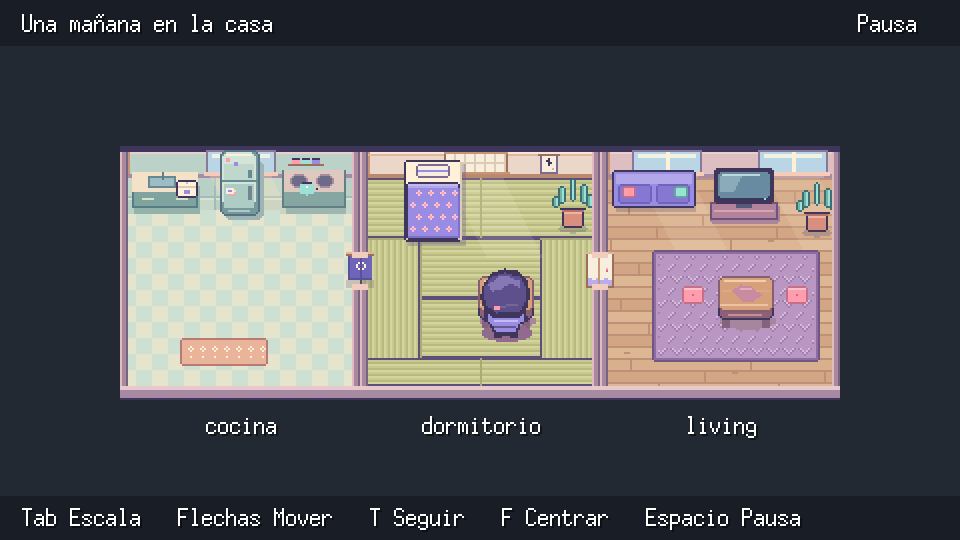 Una mañana en la casa
Pausa
cocina
dormitorio
living
Tab Escala Flechas Mover T Seguir F Centrar Espacio Pausa